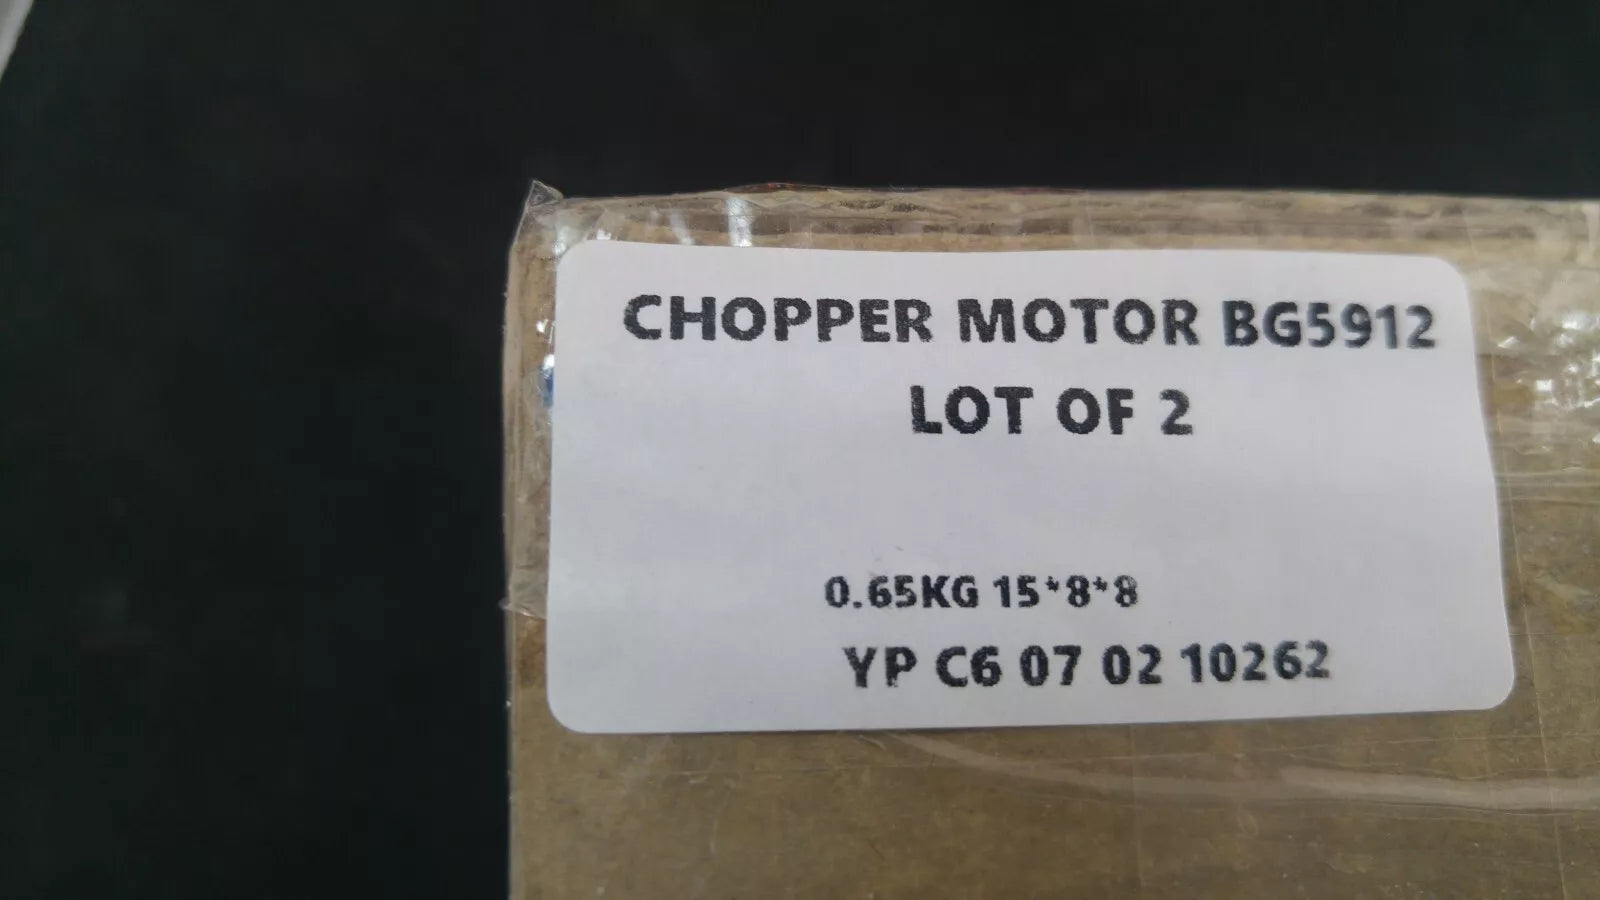 CHOPPER MOTOR BG5912
LOT OF 2
0.65KG 15*8*8
YP C6 07 02 10262